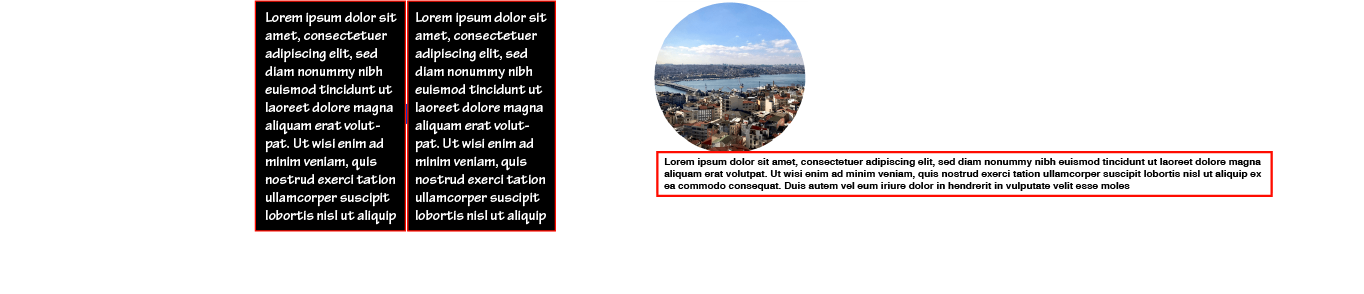 Lorem ipsum dolor sit
amet, consectetuer
adipiscing elit, sed
diam nonummy nibh
euismod tincidunt ut
laoreet dolore magna
aliquam erat volut-
pat. Ut wisi enim ad
minim veniam, quis
nostrud exerci tation
ullamcorper suscipit
lobortis nisl ut aliquip
Lorem ipsum dolor sit
amet, consectetuer
adipiscing elit, sed
diam nonummy nibh
euismod tincidunt ut
laoreet dolore magna
aliquam erat volut-
pat. Ut wisi enim ad
minim veniam, quis
nostrud exerci tation
ullamcorper suscipit
lobortis nisl ut aliquip
Lorem ipsum dolor sit amet, consectetuer adipiscing elit, sed diam nonummy nibh euismod tincidunt ut laoreet dolore magna
aliquam erat volutpat. Ut wisi enim ad minim veniam, quis nostrud exerci tation ullamcorper suscipit lobortis nisl ut aliquip ex
ea commodo consequat. Duis autem vel eum iriure dolor in hendrerit in vulputate velit esse moles